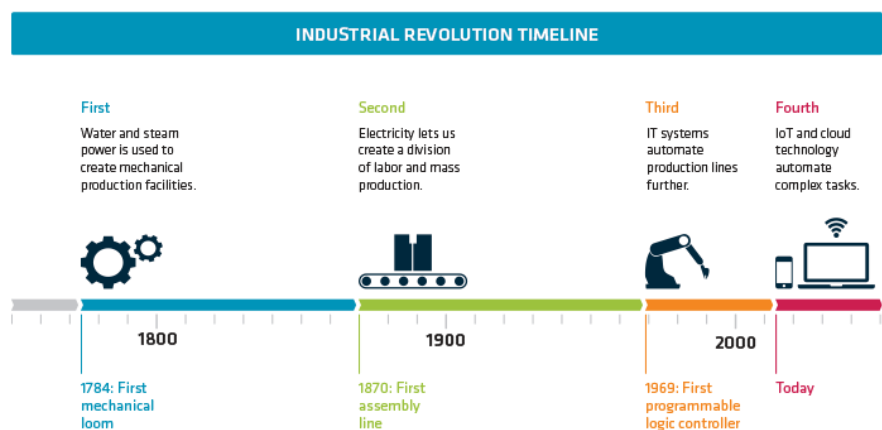 INDUSTRIAL REVOLUTION TIMELINE
First
Water and steam
power is used to
create mechanical
production facilities.
Second
Electricity lets us
create a division
of labor and mass
production.
Third
IT systems
automate
production lines
further.
Fourth
IoT and cloud
technology
automate
complex tasks.
1800
1900
2000
1784: First
mechanical
loom
1870: First
assembly
line
1969: First
programmable
logic controller
Today